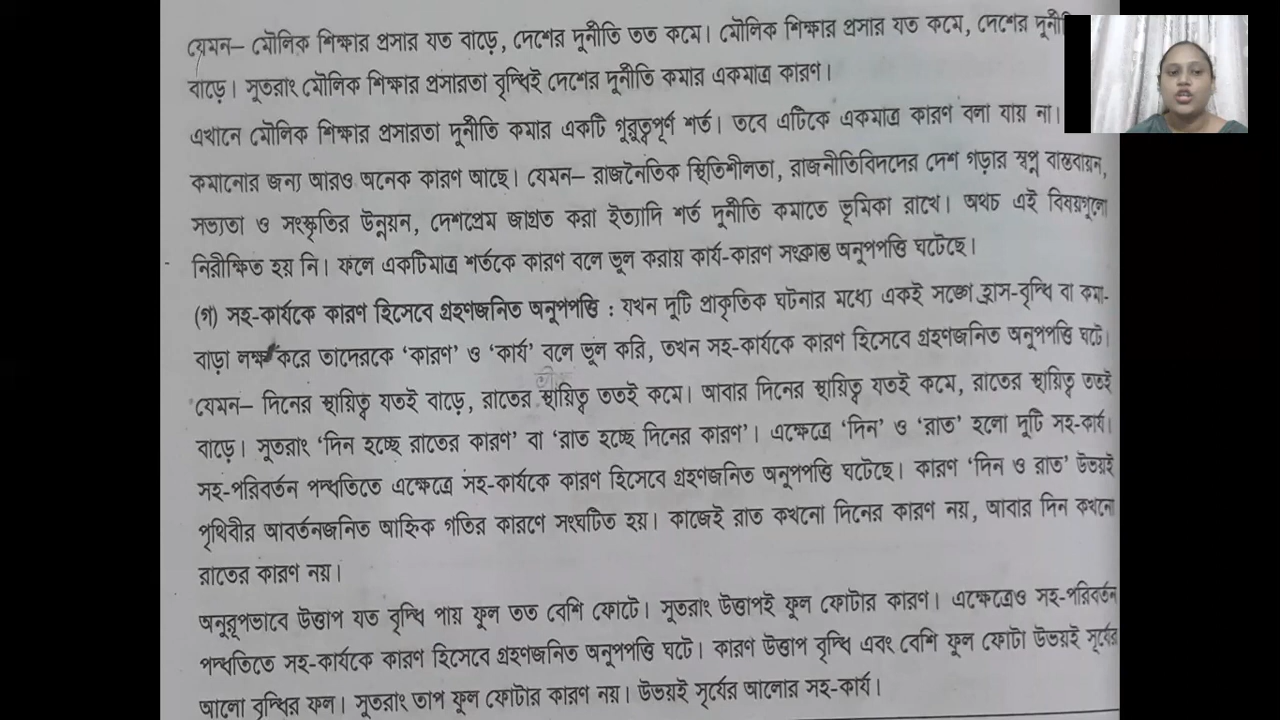 যেমন– মৌলিক শিক্ষার প্রসার যত বাড়ে, দেশের দুর্নীতি তত কমে। মৌলিক শিক্ষার প্রসার যত কমে, দেশের
বাড়ে। সুতরাং মৌলিক শিক্ষার প্রসারতা বৃদ্ধিই দেশের দুর্নীতি কমার একমাত্র কারণ।
এখানে মৌলিক শিক্ষার প্রসারতা দুর্নীতি কমার একটি গুরুত্বপূর্ণ শর্ত। তবে এটিকে একমাত্র কারণ বলা যায় না।
কমানোর জন্য আরও অনেক কারণ আছে। যেমন– রাজনৈতিক স্থিতিশীলতা, রাজনীতিবিদদের দেশ গড়ার স্বপ্ন বাস্তবায়ন,
সভ্যতা ও সংস্কৃতির উন্নয়ন, দেশপ্রেম জাগ্রত করা ইত্যাদি শর্ত দুর্নীতি কমাতে ভূমিকা রাখে। অথচ এই বিষয়গুলো
নিরীক্ষিত হয় নি। ফলে একটিমাত্র শর্তকে কারণ বলে ভুল করায় কার্য-কারণ সংক্রান্ত অনুপপত্তি ঘটেছে।
(গ) সহ-কার্যকে কারণ হিসেবে গ্রহণজনিত অনুপপত্তি : যখন দুটি প্রাকৃতিক ঘটনার মধ্যে একই সঙ্গে হ্রাস-বৃদ্ধি বা কমা-
বাড়া লক্ষ করে তাদেরকে ‘কারণ’ ও ‘কার্য’ বলে ভুল করি, তখন সহ-কার্যকে কারণ হিসেবে গ্রহণজনিত অনুপপত্তি ঘটে।
যেমন– দিনের স্থায়িত্ব যতই বাড়ে, রাতের স্থায়িত্ব ততই কমে। আবার দিনের স্থায়িত্ব যতই কমে, রাতের স্থায়িত্ব ততই
বাড়ে। সুতরাং ‘দিন হচ্ছে রাতের কারণ’ বা ‘রাত হচ্ছে দিনের কারণ’। এক্ষেত্রে ‘দিন’ ও ‘রাত’ হলো দুটি সহ-কার্য।
সহ-পরিবর্তন পদ্ধতিতে এক্ষেত্রে সহ-কার্যকে কারণ হিসেবে গ্রহণজনিত অনুপপত্তি ঘটেছে। কারণ ‘দিন ও রাত’ উভয়ই
পৃথিবীর আবর্তনজনিত আহ্নিক গতির কারণে সংঘটিত হয়। কাজেই রাত কখনো দিনের কারণ নয়, আবার দিন কখনো
রাতের কারণ নয়।
অনুরূপভাবে উত্তাপ যত বৃদ্ধি পায় ফুল তত বেশি ফোটে। সুতরাং উত্তাপই ফুল ফোটার কারণ। এক্ষেত্রেও সহ-পরিবর্তন
পদ্ধতিতে সহ-কার্যকে কারণ হিসেবে গ্রহণজনিত অনুপপত্তি ঘটে। কারণ উত্তাপ বৃদ্ধি এবং বেশি ফুল ফোটা উভয়ই সূর্যের
আলো বৃদ্ধির ফল। সুতরাং তাপ ফুল ফোটার কারণ নয়। উভয়ই সূর্যের আলোর সহ-কার্য।